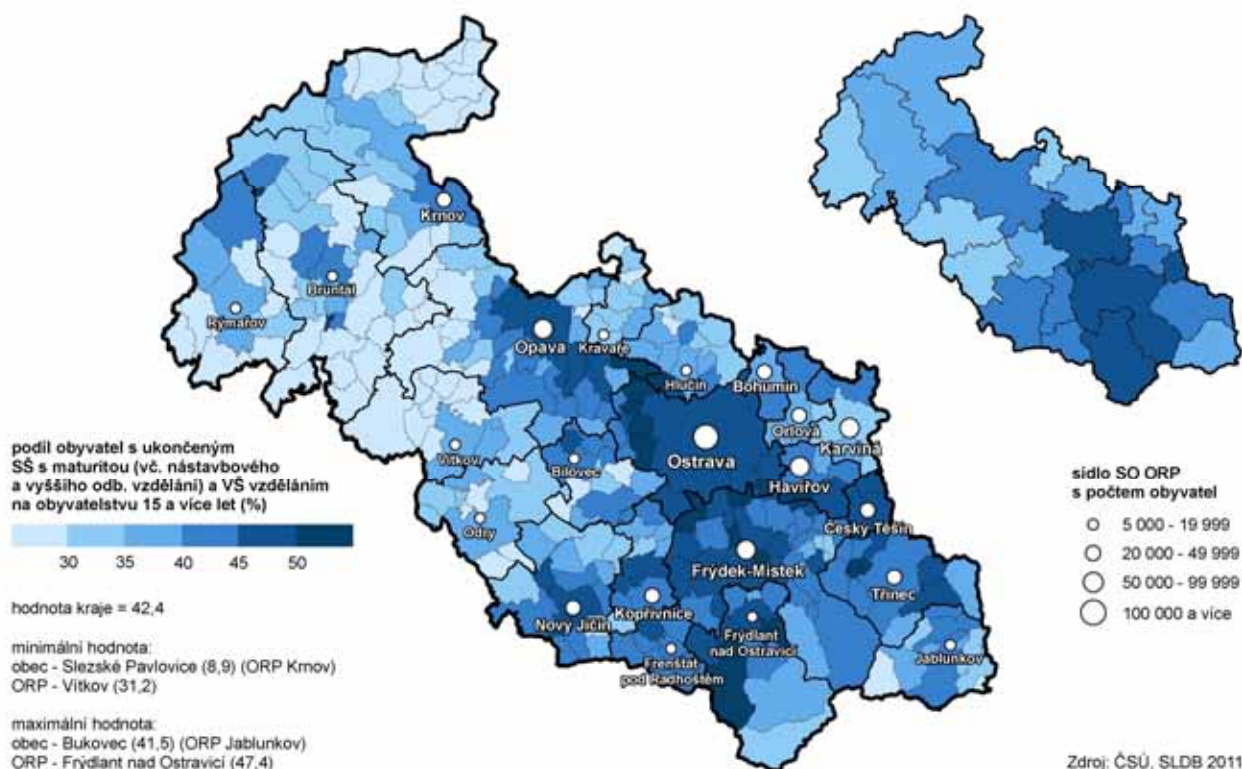 Krnov
Bruntál
Rýmařov
Opava
Kravaře
Hlučín
Bohumín
Orlová
Karviná
Ostrava
Havířov
Vítkov
Bílovec
Český Těšín
Odry
Frýdek-Místek
Třinec
Nový Jičín
Kopřivnice
Frýdlant
nad Ostravicí
Frenštát
pod Radhoštěm
Jablunkov
podíl obyvatel s ukončeným
SŠ s maturitou (vč. nástavbového
a vyššího odb. vzdělání) a VŠ vzděláním
na obyvatelstvu 15 a více let (%)
30 35 40 45 50
hodnota kraje = 42,4
minimální hodnota:
obec - Slezské Pavlovice (8,9) (ORP Krnov)
ORP - Vítkov (31,2)
maximální hodnota:
obec - Bukovec (41,5) (ORP Jablunkov)
ORP - Frýdlant nad Ostravicí (47,4)
sídlo SO ORP
s počtem obyvatel
5 000 - 19 999
20 000 - 49 999
50 000 - 99 999
100 000 a více
Zdroj: ČSÚ, SLDB 2011